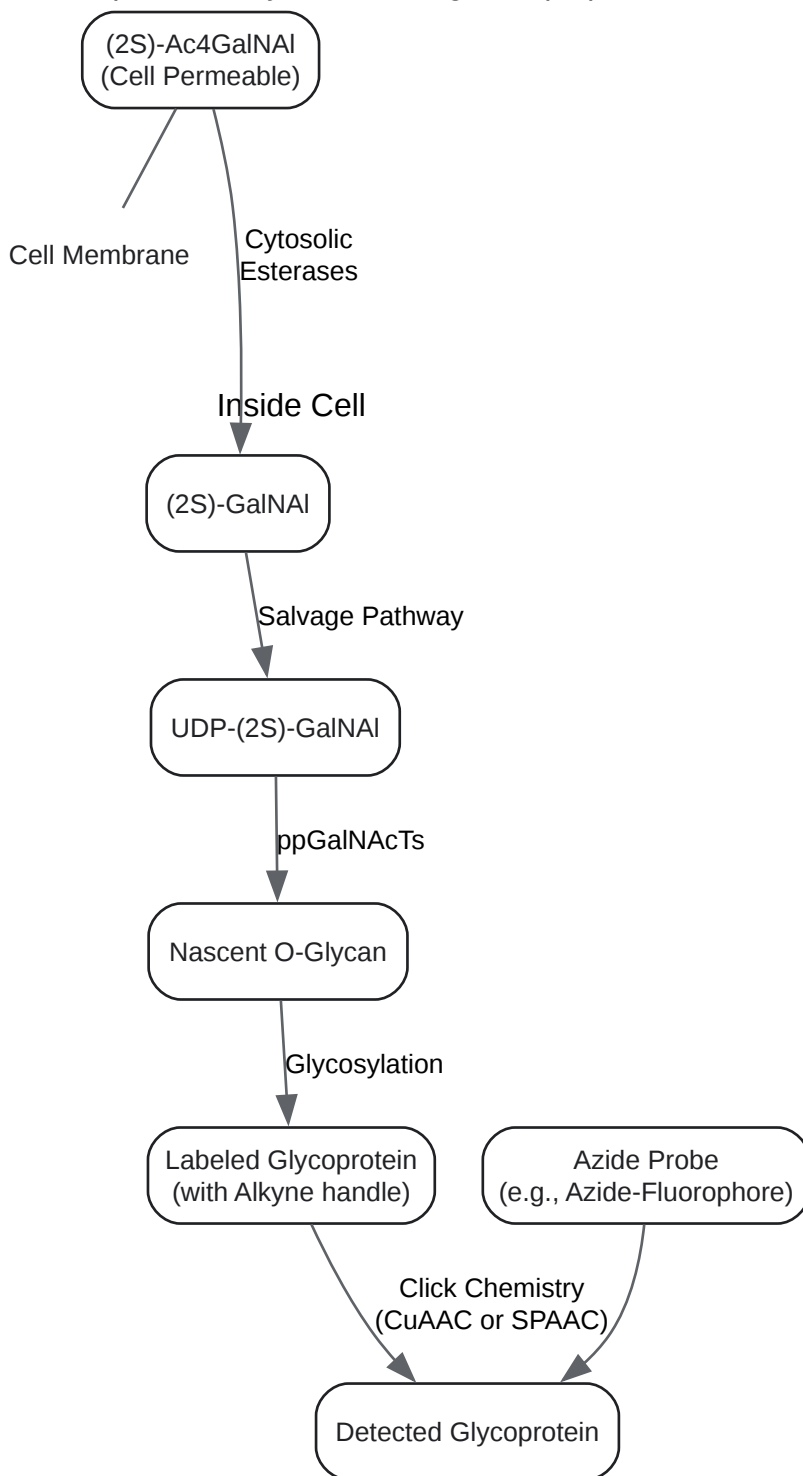 (2S)-Ac4GalNAl
(Cell Permeable)
Cell Membrane
Cytosolic
Esterases
Inside Cell
(2S)-GalNAl
Salvage Pathway
UDP-(2S)-GalNAl
ppGalNAcTs
Nascent O-Glycan
Glycosylation
Labeled Glycoprotein
(with Alkyne handle)
Azide Probe
(e.g., Azide-Fluorophore)
Click Chemistry
(CuAAC or SPAAC)
Detected Glycoprotein